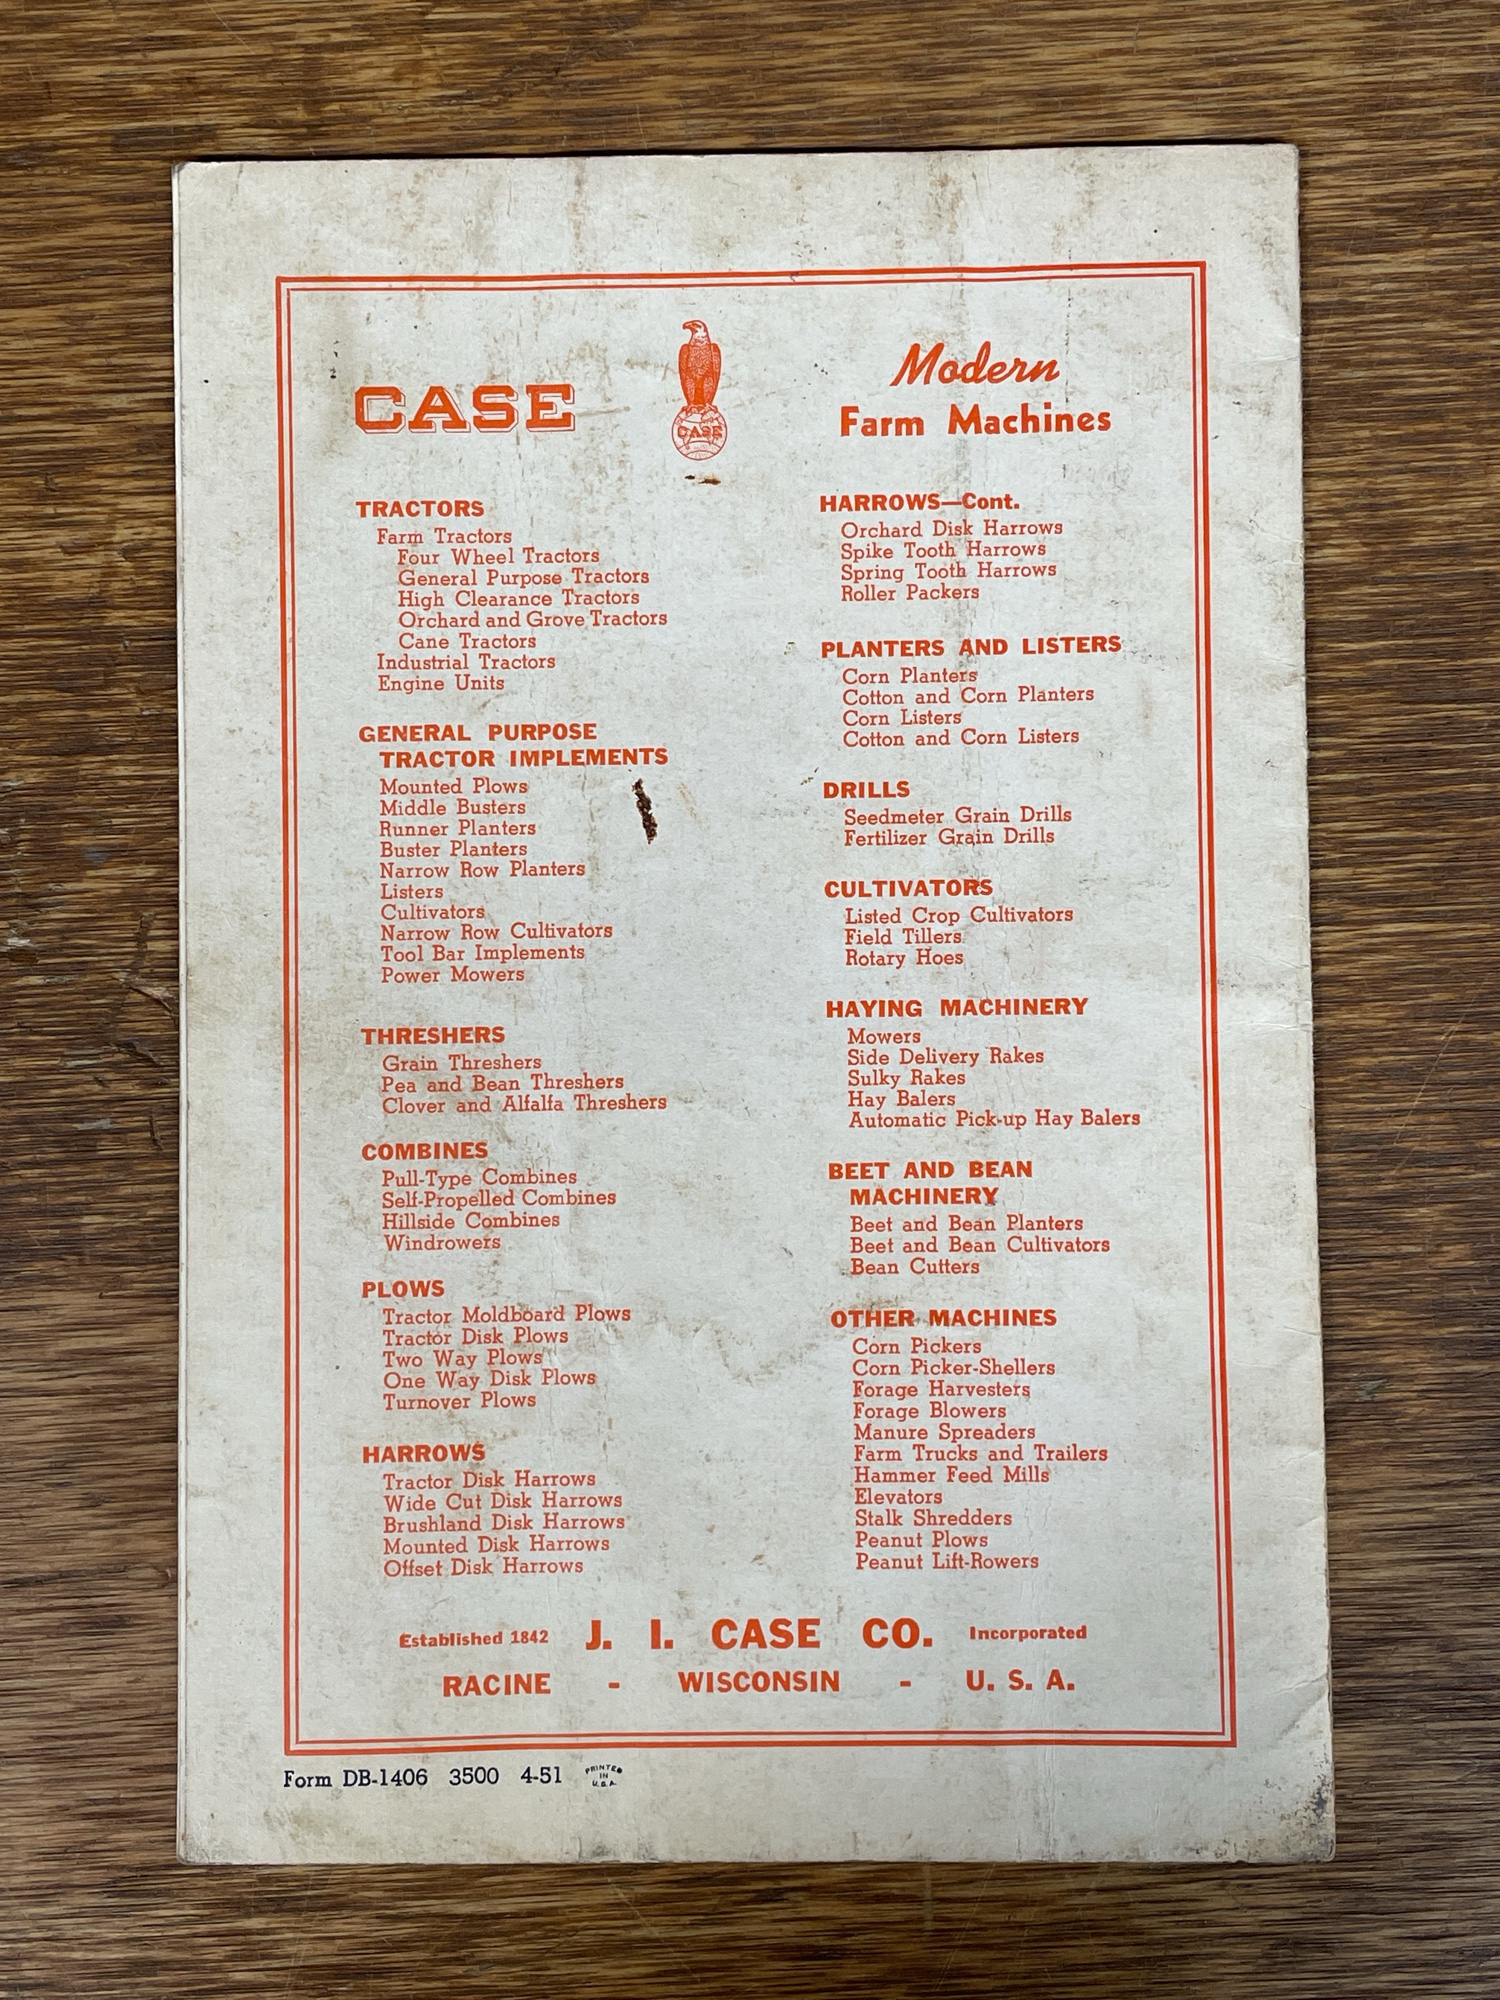 CASE
CASE
Modern
Farm Machines
TRACTORS
Farm Tractors
Four Wheel Tractors
General Purpose Tractors
High Clearance Tractors
Orchard and Grove Tractors
Cane Tractors
Industrial Tractors
Engine Units
GENERAL PURPOSE
TRACTOR IMPLEMENTS
Mounted Plows
Middle Busters
Runner Planters
Buster Planters
Narrow Row Planters
Listers
Cultivators
Narrow Row Cultivators
Tool Bar Implements
Power Mowers
THRESHERS
Grain Threshers
Pea and Bean Threshers
Clover and Alfalfa Threshers
COMBINES
Pull-Type Combines
Self-Propelled Combines
Hillside Combines
Windrowers
PLOWS
Tractor Moldboard Plows
Tractor Disk Plows
Two Way Plows
One Way Disk Plows
Turnover Plows
HARROWS
Tractor Disk Harrows
Wide Cut Disk Harrows
Brushland Disk Harrows
Mounted Disk Harrows
Offset Disk Harrows
HARROWS—Cont.
Orchard Disk Harrows
Spike Tooth Harrows
Spring Tooth Harrows
Roller Packers
PLANTERS AND LISTERS
Corn Planters
Cotton and Corn Planters
Corn Listers
Cotton and Corn Listers
DRILLS
Seedmeter Grain Drills
Fertilizer Grain Drills
CULTIVATORS
Listed Crop Cultivators
Field Tillers
Rotary Hoes
HAYING MACHINERY
Mowers
Side Delivery Rakes
Sulky Rakes
Hay Balers
Automatic Pick-up Hay Balers
BEET AND BEAN
MACHINERY
Beet and Bean Planters
Beet and Bean Cultivators
Bean Cutters
OTHER MACHINES
Corn Pickers
Corn Picker-Shellers
Forage Harvesters
Forage Blowers
Manure Spreaders
Farm Trucks and Trailers
Hammer Feed Mills
Elevators
Stalk Shredders
Peanut Plows
Peanut Lift-Rowers
Established 1842 J. I. CASE CO. Incorporated
RACINE - WISCONSIN - U. S. A.
Form DB-1406 3500 4-51
PRINTED
IN
U.S.A.